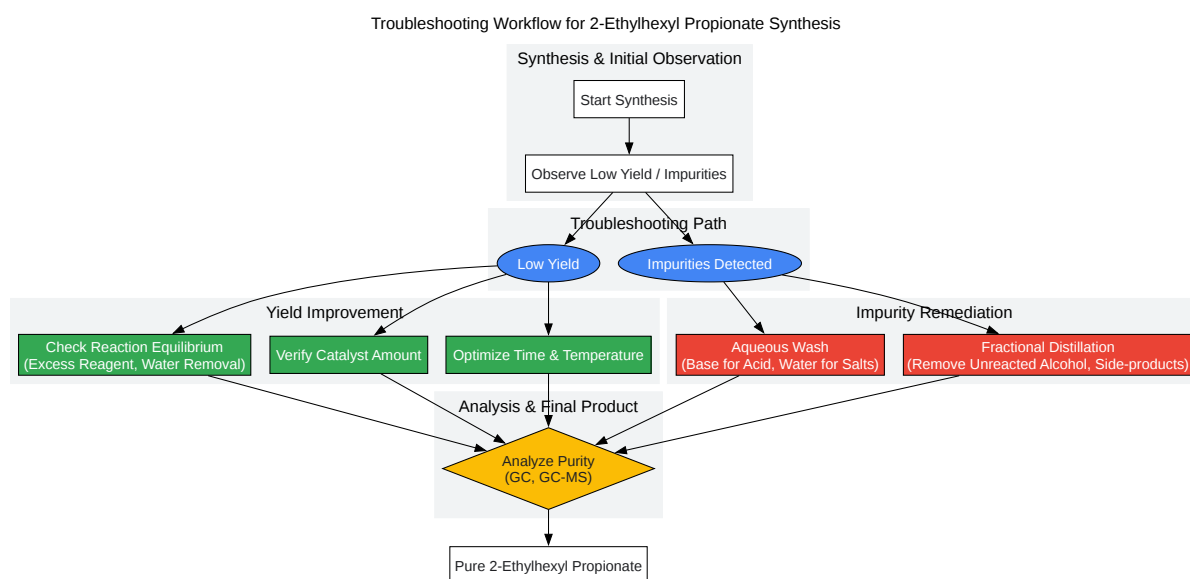 Troubleshooting Workflow for 2-Ethylhexyl Propionate Synthesis
Synthesis & Initial Observation
Start Synthesis
Observe Low Yield / Impurities
Troubleshooting Path
Low Yield
Impurities Detected
Yield Improvement
Impurity Remediation
Check Reaction Equilibrium
(Excess Reagent, Water Removal)
Verify Catalyst Amount
Optimize Time & Temperature
Aqueous Wash
(Base for Acid, Water for Salts)
Fractional Distillation
(Remove Unreacted Alcohol, Side-products)
Analysis & Final Product
Analyze Purity
(GC, GC-MS)
Pure 2-Ethylhexyl Propionate